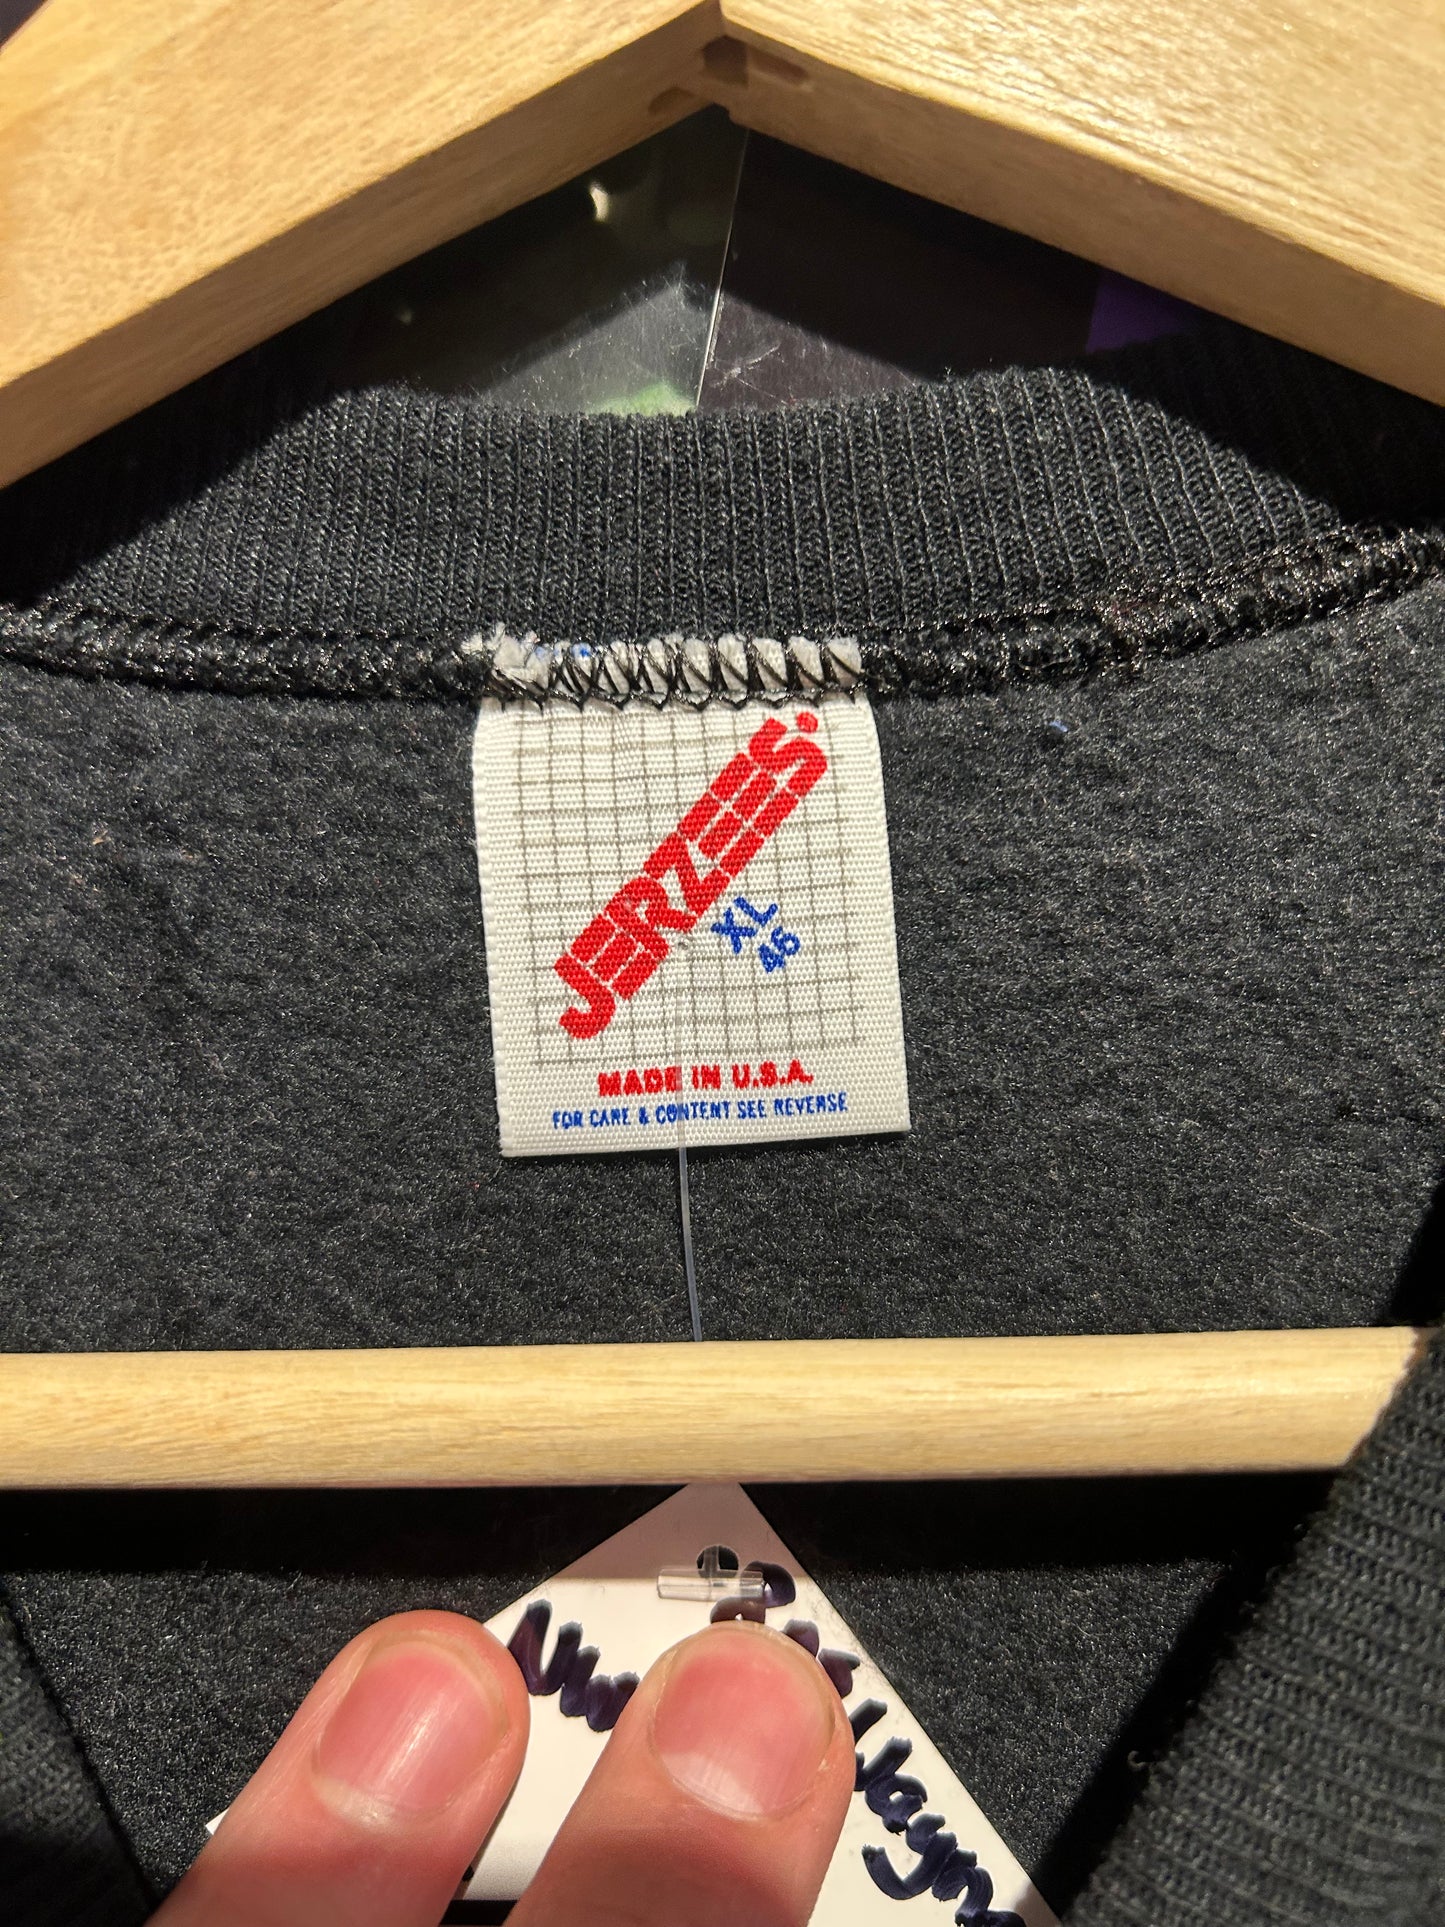 JERZEES
XL
46
MADE IN U.S.A.
FOR CARE & CONTENT SEE REVERSE